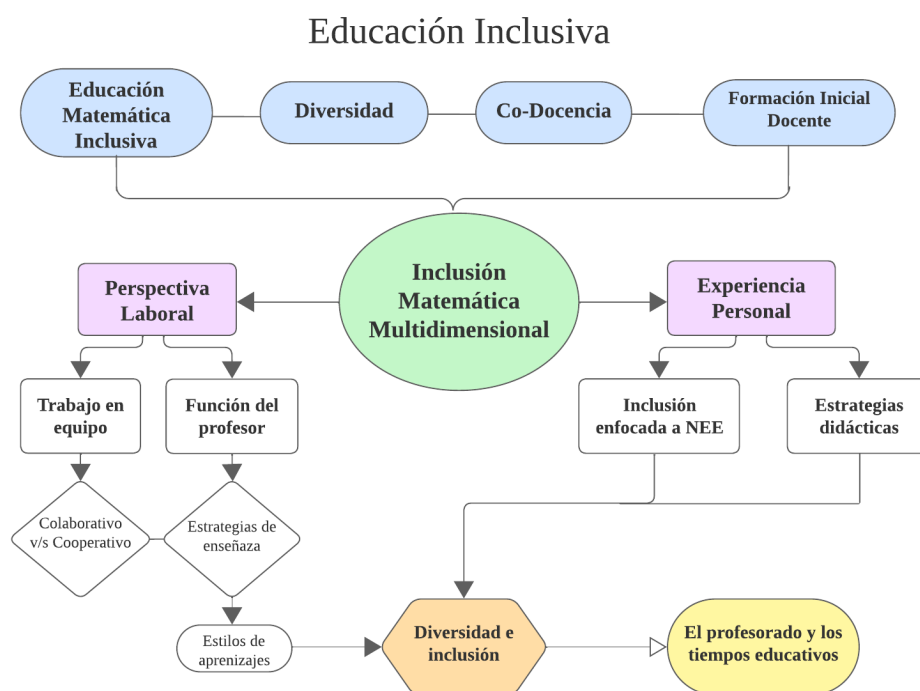 Educación Inclusiva
Educación
Matemática
Inclusiva
Diversidad
Co-Docencia
Formación Inicial
Docente
Inclusión
Matemática
Multidimensional
Perspectiva
Laboral
Experiencia
Personal
Trabajo en
equipo
Función del
profesor
Inclusión
enfocada a NEE
Estrategias
didácticas
Colaborativo
v/s Cooperativo
Estrategias de
enseñaza
Estilos de
aprenizajes
Diversidad e
inclusión
El profesorado y los
tiempos educativos